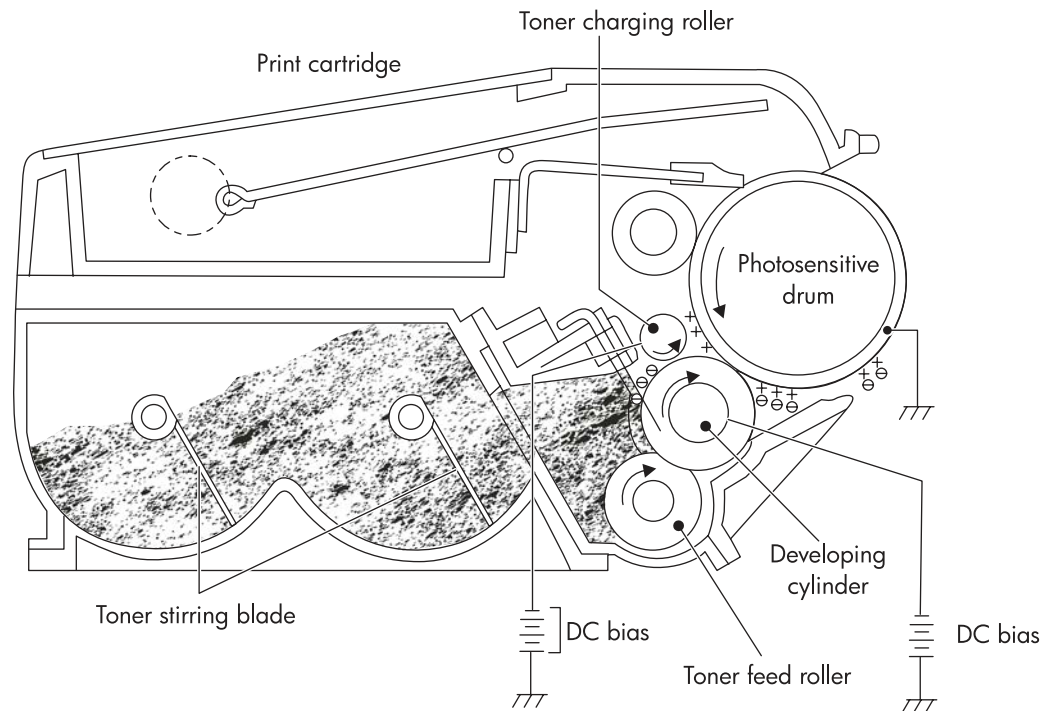 Toner charging roller
Print cartridge
Photosensitive
drum
Developing
cylinder
Toner stirring blade
DC bias
DC bias
Toner feed roller